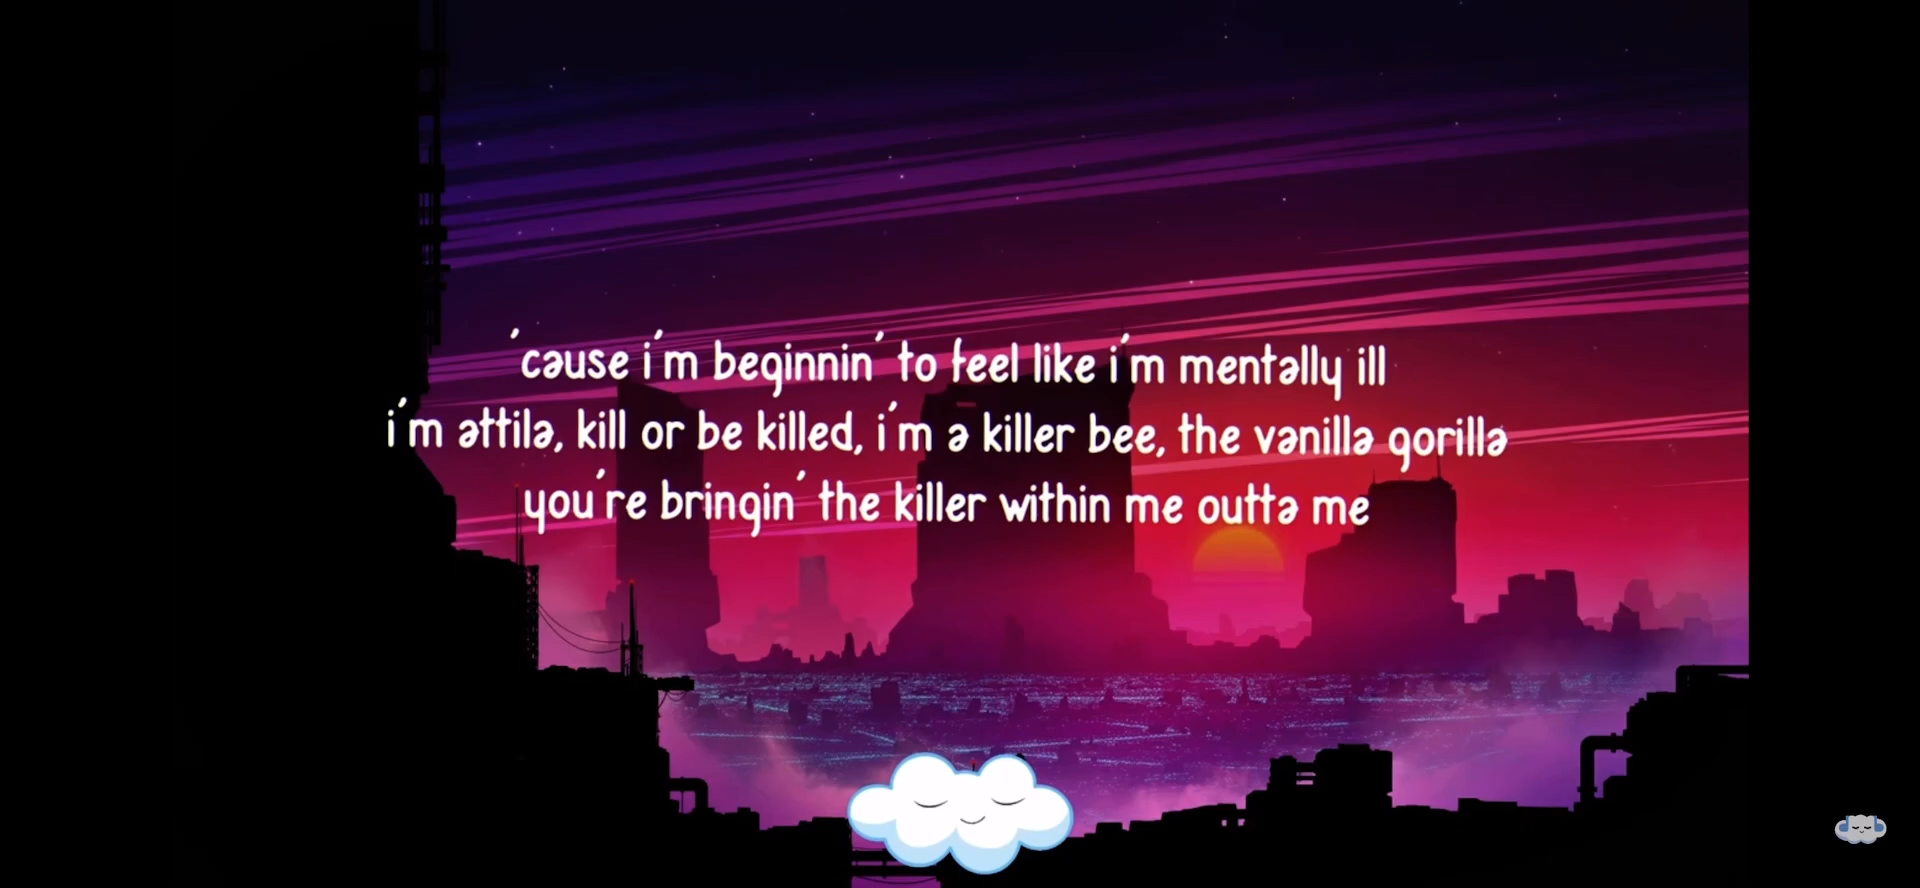 'cause i'm beginnin' to feel like i'm mentally ill
i'm attila, kill or be killed, i'm a killer bee, the vanilla gorilla
you're bringin' the killer within me outta me